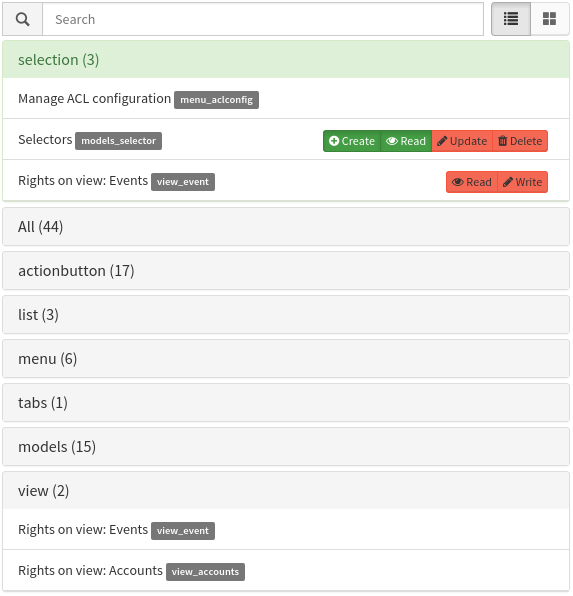 Search
selection (3)
Manage ACL configuration menu_aclconfig
Selectors models_selector Create Read Update Delete
Rights on view: Events view_event Read Write
All (44)
actionbutton (17)
list (3)
menu (6)
tabs (1)
models (15)
view (2)
Rights on view: Events view_event
Rights on view: Accounts view_accounts